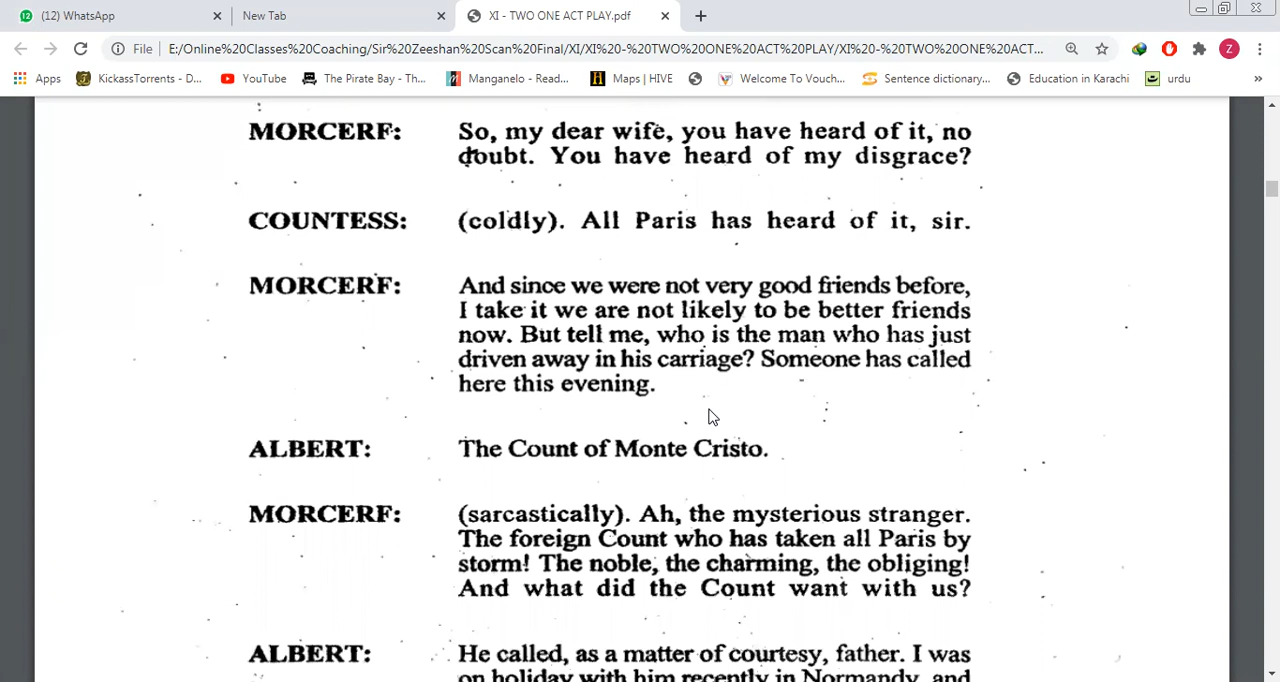 (12) WhatsApp
New Tab
XI - TWO ONE ACT PLAY.pdf
File
E:/Online%20Classes%20Coaching/Sir%20Zeeshan%20Scan%20Final/XI/XI%20-%20TWO%20ONE%20ACT%20PLAY/XI%20-%20TWO%20ONE%20ACT...
Z
Apps
KickassTorrents - D...
YouTube
The Pirate Bay - Th...
Manganelo - Read...
Maps | HIVE
Welcome To Vouch...
Sentence dictionary...
Education in Karachi
urdu
»
MORCERF: So, my dear wife, you have heard of it, no
doubt. You have heard of my disgrace?
COUNTESS: (coldly). All Paris has heard of it, sir.
MORCERF: And since we were not very good friends before,
I take it we are not likely to be better friends
now. But tell me, who is the man who has just
driven away in his carriage? Someone has called
here this evening.
ALBERT: The Count of Monte Cristo.
MORCERF: (sarcastically). Ah, the mysterious stranger.
The foreign Count who has taken all Paris by
storm! The noble, the charming, the obliging!
And what did the Count want with us?
ALBERT: He called, as a matter of courtesy, father. I was
on holiday with him recently in Normandy, and